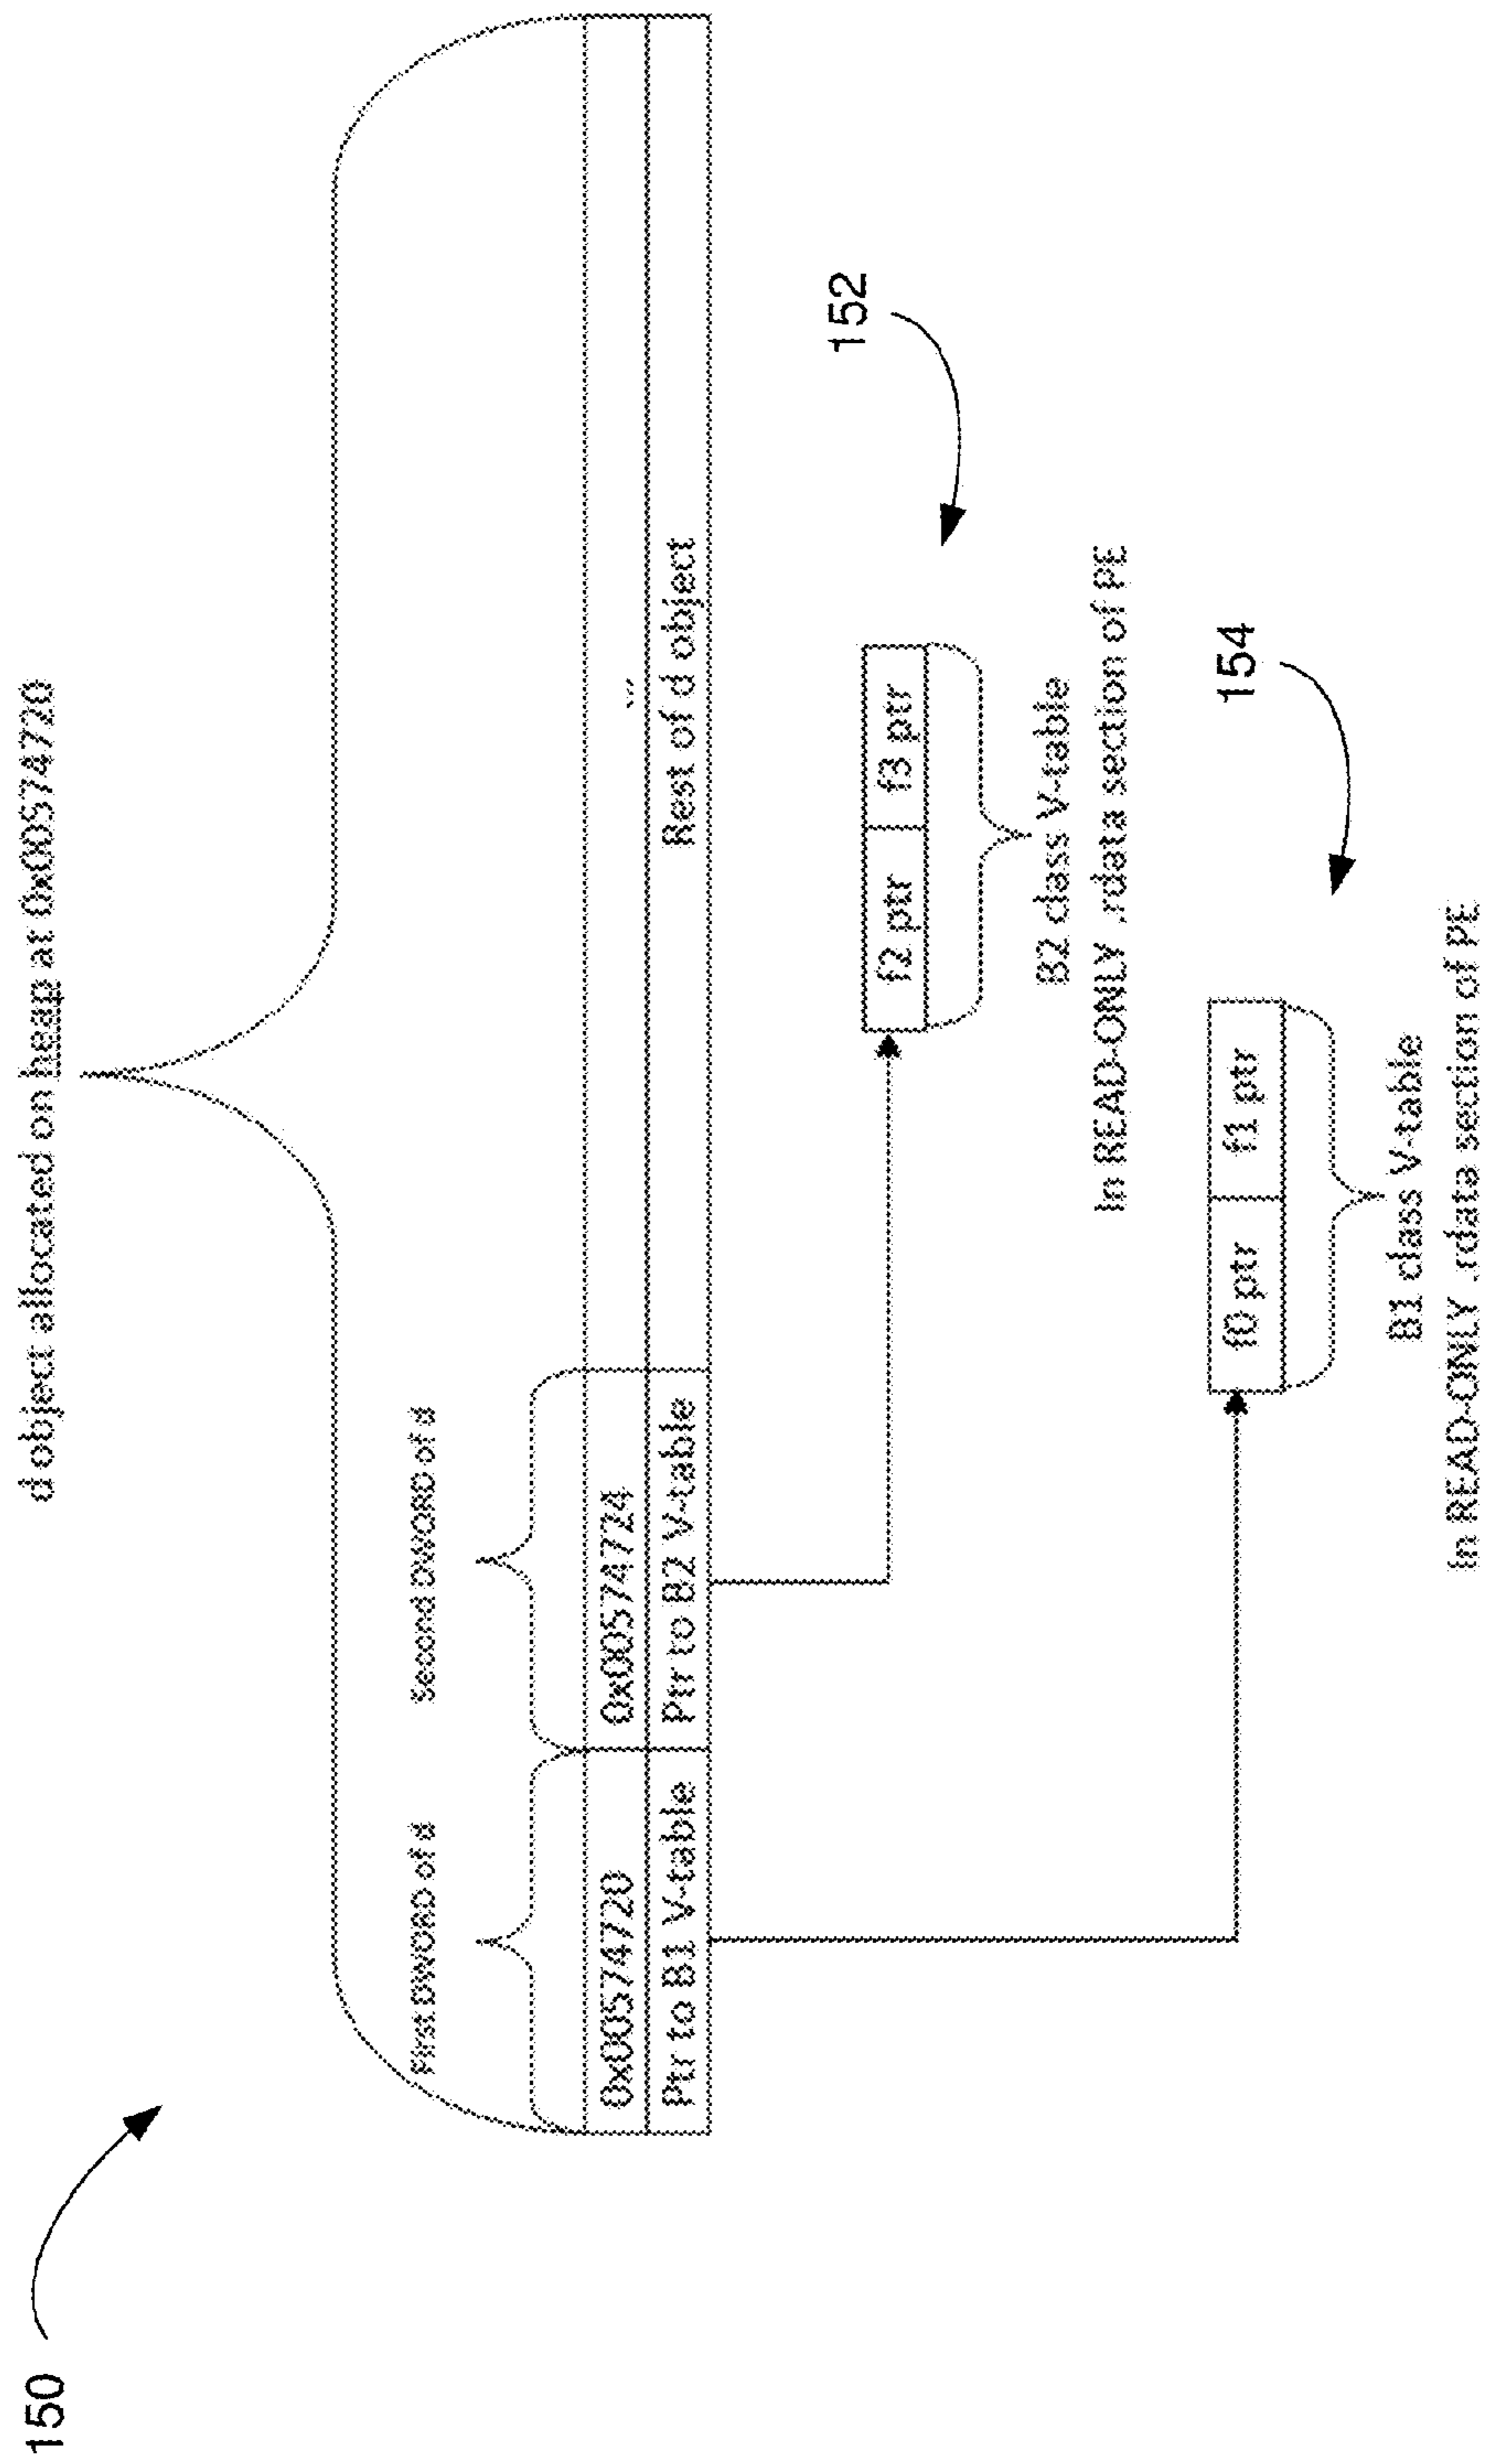 150
d object allocated on heap at 0x00574720
First DWORD of d
Second DWORD of d
0x00574720
0x00574724
...
Ptr to B1 V-table
Ptr to B2 V-table
Rest of d object
152
f2 ptr
f3 ptr
B2 class V-table
In READ-ONLY .rdata section of PE
154
f0 ptr
f1 ptr
B1 class V-table
In READ-ONLY .rdata section of PE